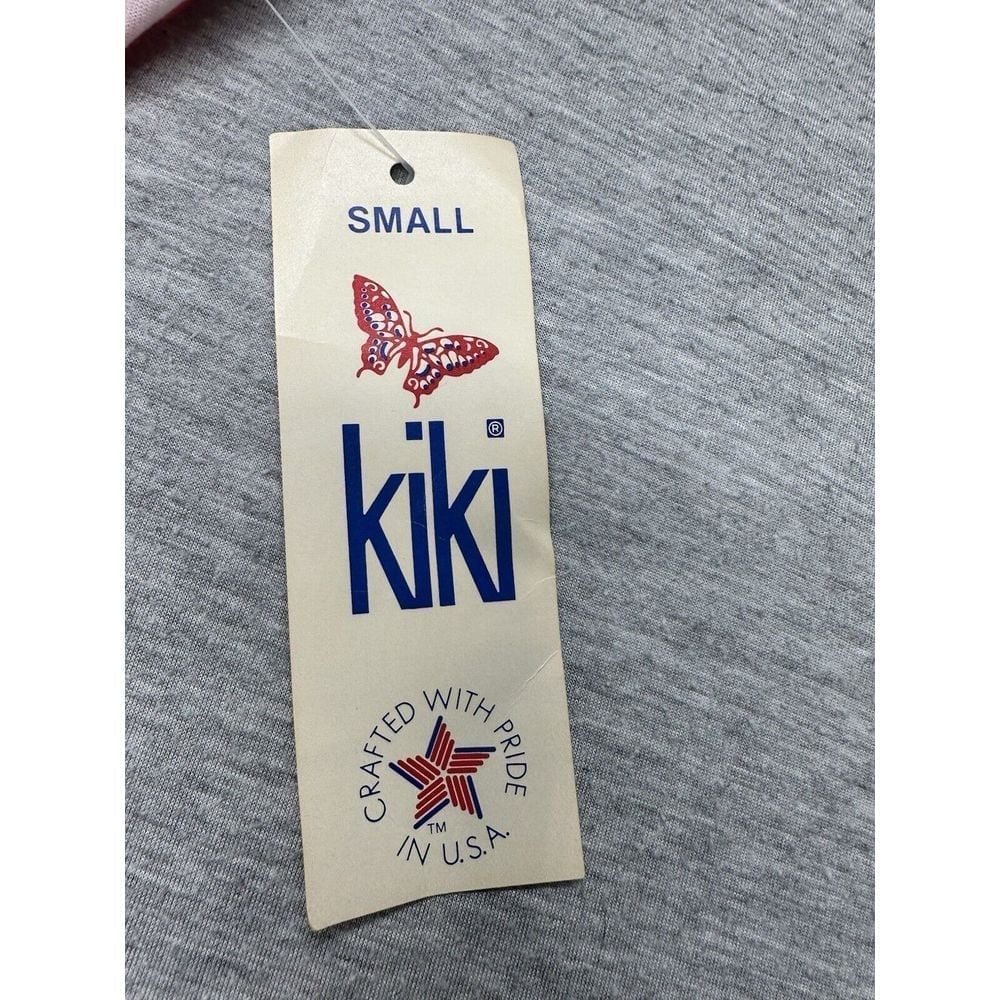 SMALL
kiki®
CRAFTED WITH PRIDE
TM
IN U.S.A.